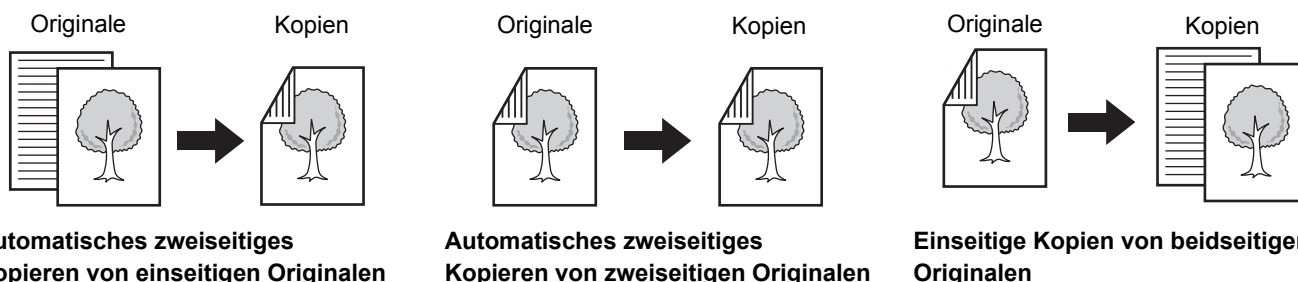 Originale Kopien Originale Kopien Originale Kopien
utomatisches zweiseitiges
opieren von einseitigen Originalen
Automatisches zweiseitiges
Kopieren von zweiseitigen Originalen
Einseitige Kopien von beidseitige
Originalen